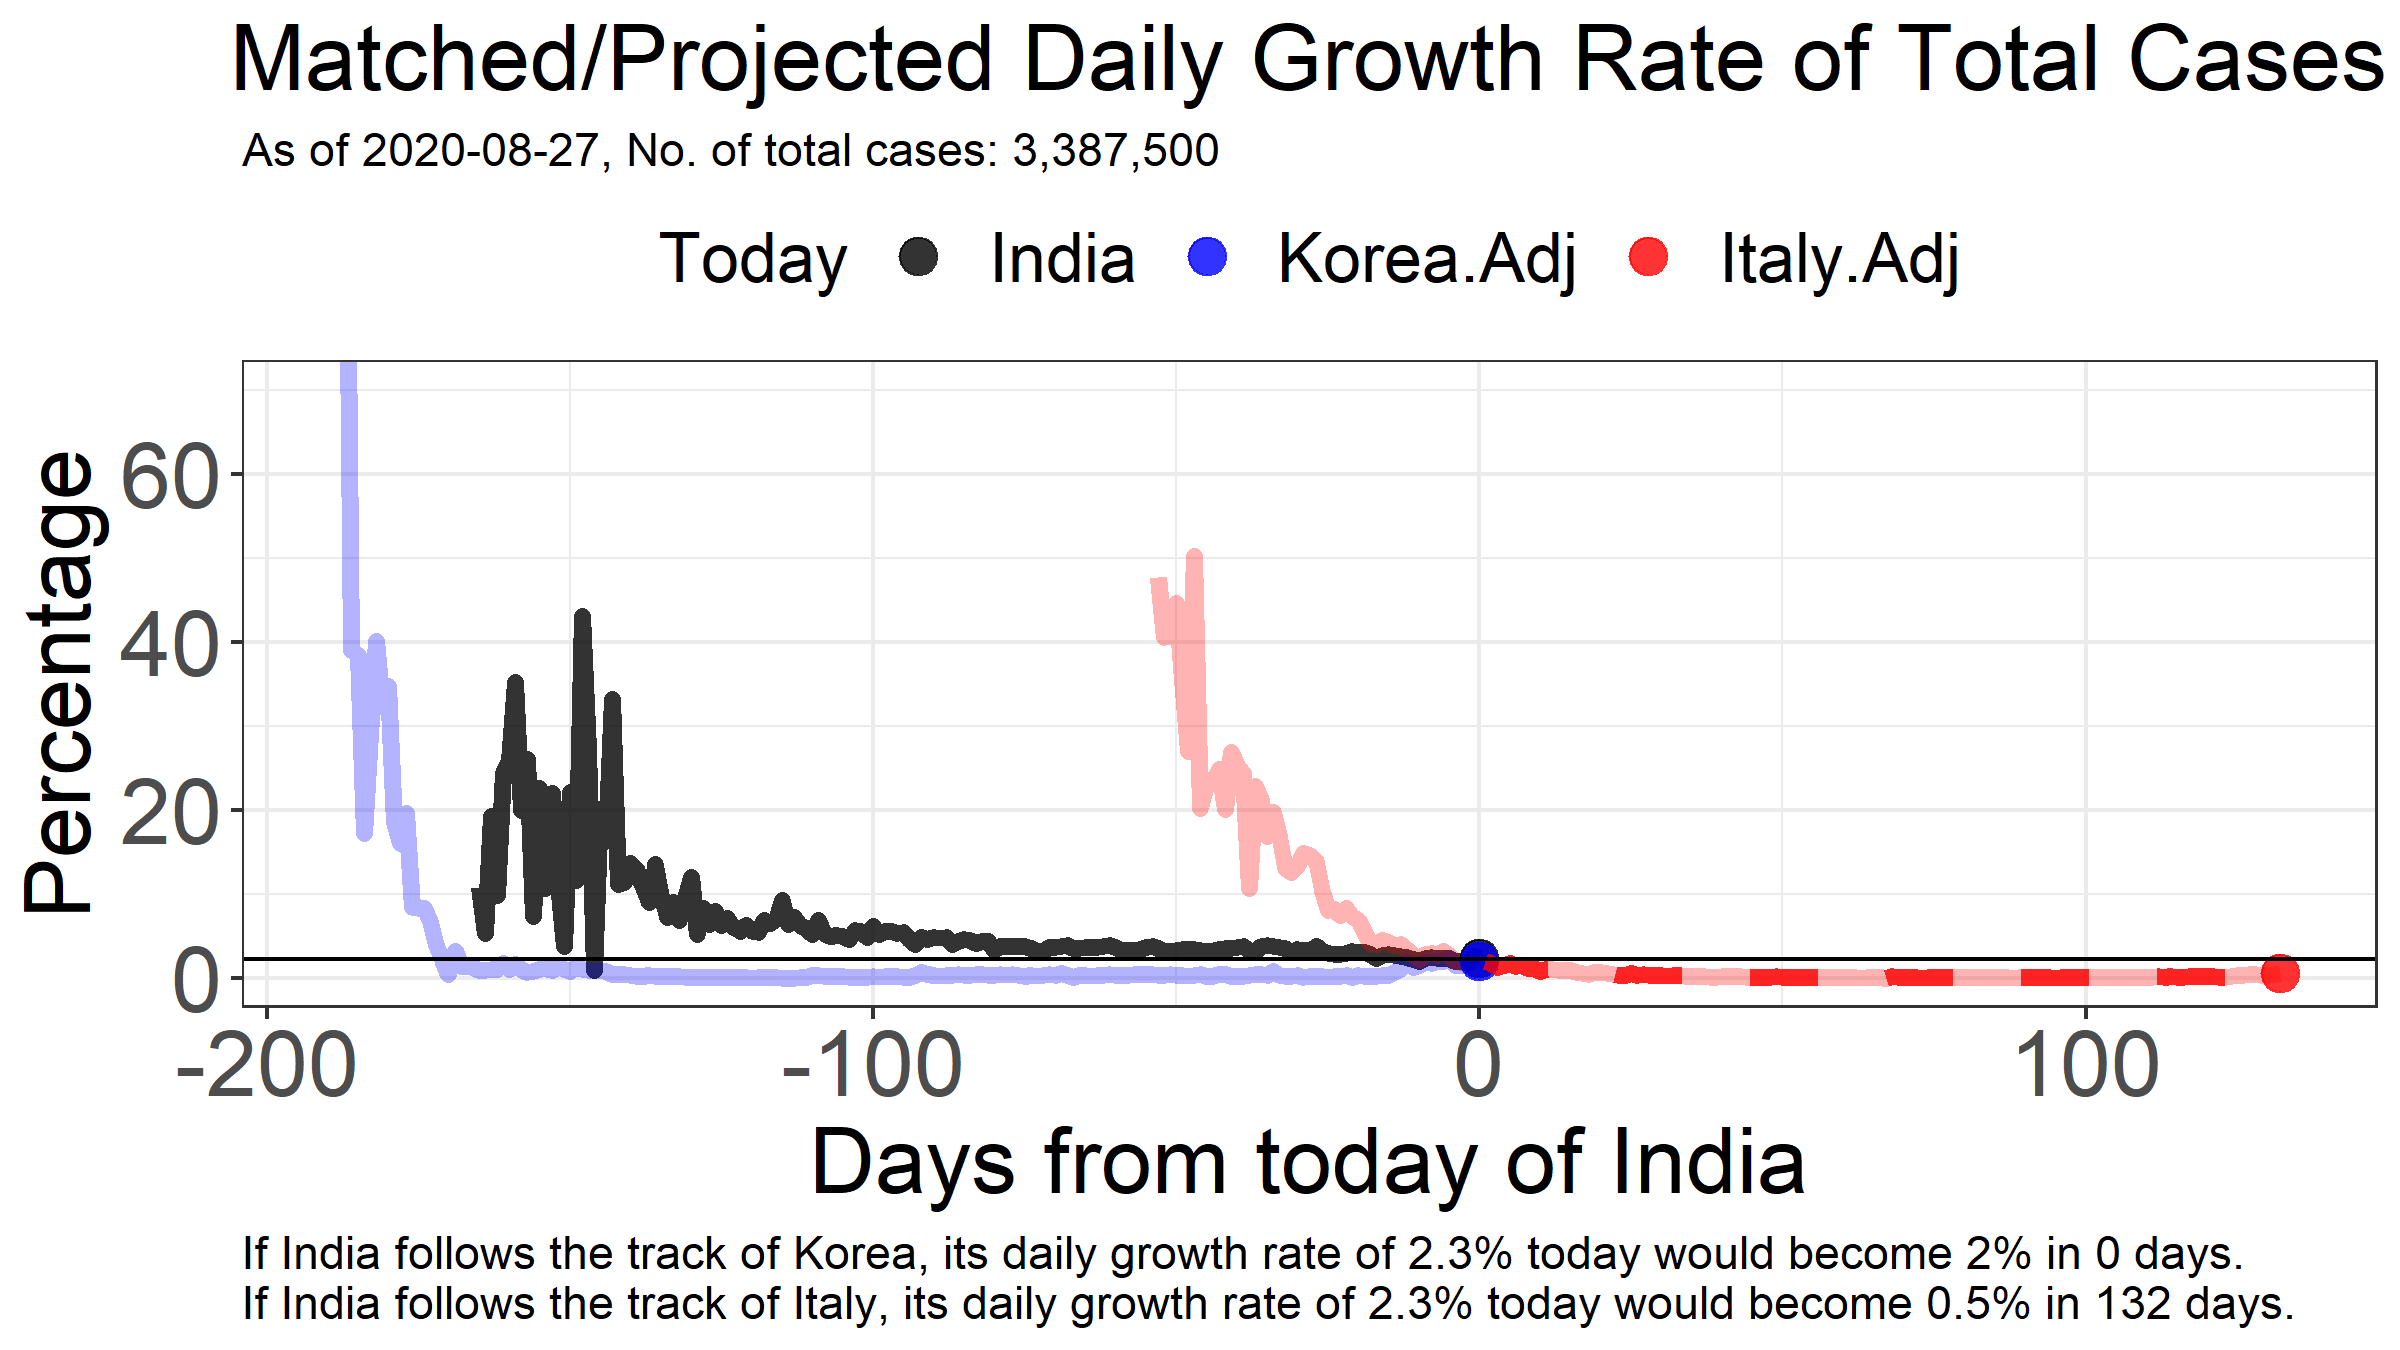 Matched/Projected Daily Growth Rate of Total Cases
As of 2020-08-27, No. of total cases: 3,387,500
Today India Korea.Adj Italy.Adj
Percentage
60
40
20
0
-200 -100 0 100
Days from today of India
If India follows the track of Korea, its daily growth rate of 2.3% today would become 2% in 0 days.
If India follows the track of Italy, its daily growth rate of 2.3% today would become 0.5% in 132 days.